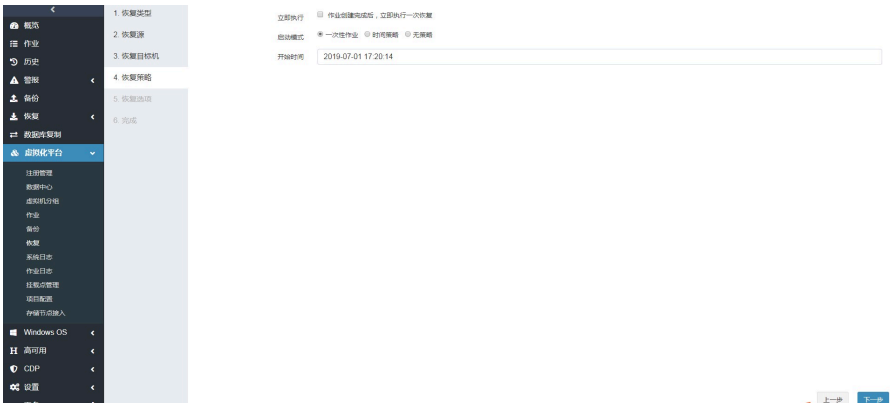 概览
作业
历史
警报
备份
恢复
数据库复制
虚拟化平台
注册管理
数据中心
虚拟机分组
作业
备份
恢复
系统日志
作业日志
挂载点管理
项目配置
存储节点接入
Windows OS
高可用
CDP
设置
1. 恢复类型
2. 恢复源
3. 恢复目标机
4. 恢复策略
5. 恢复选项
6. 完成
立即执行 作业创建完成后，立即执行一次恢复
启动模式 一次性作业 时间策略 无策略
开始时间 2019-07-01 17:20:14
上一步 下一步